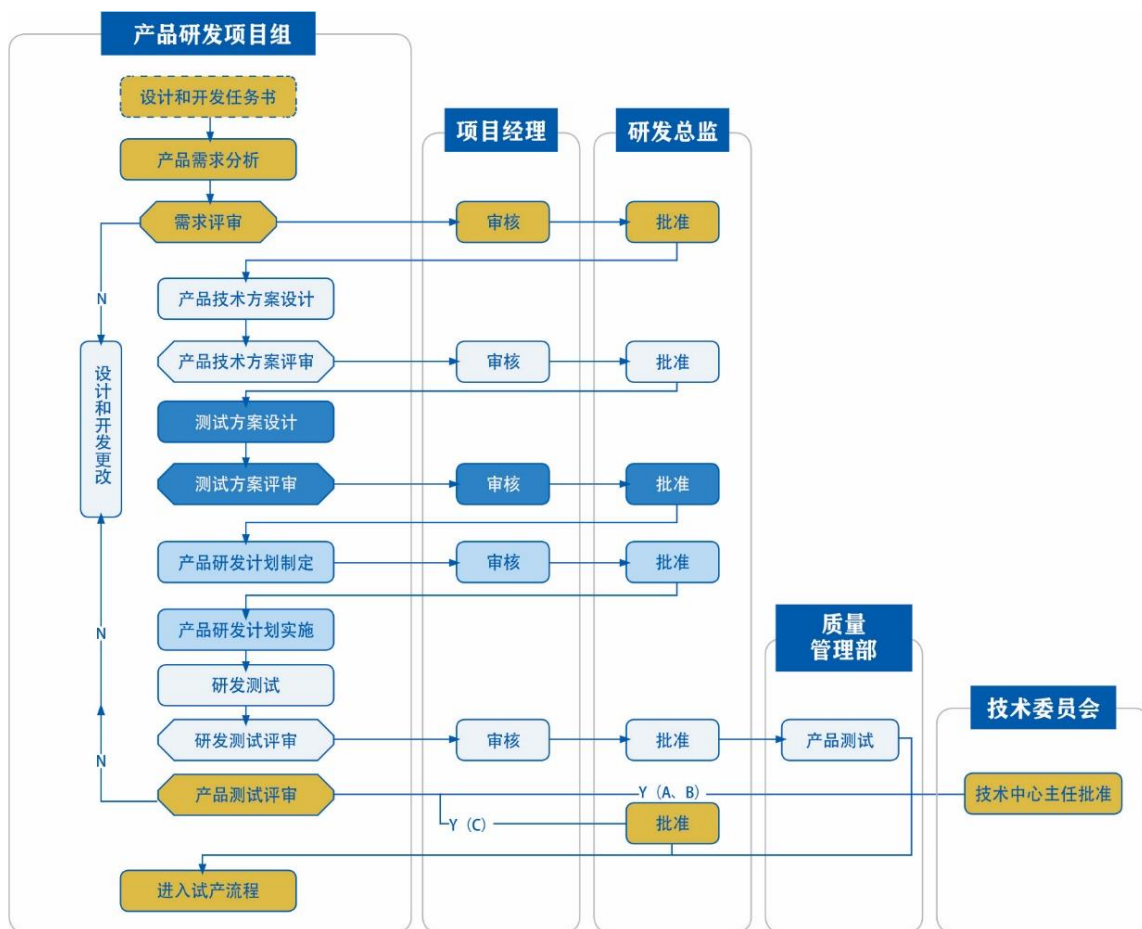 产品研发项目组
设计和开发任务书
项目经理
研发总监
产品需求分析
需求评审
审核
批准
N
产品技术方案设计
设计和开发更改
产品技术方案评审
审核
批准
测试方案设计
测试方案评审
审核
批准
产品研发计划制定
审核
批准
N
产品研发计划实施
质量
管理部
研发测试
技术委员会
研发测试评审
审核
批准
产品测试
N
产品测试评审
Y（A、B）
技术中心主任批准
Y（C）
批准
进入试产流程